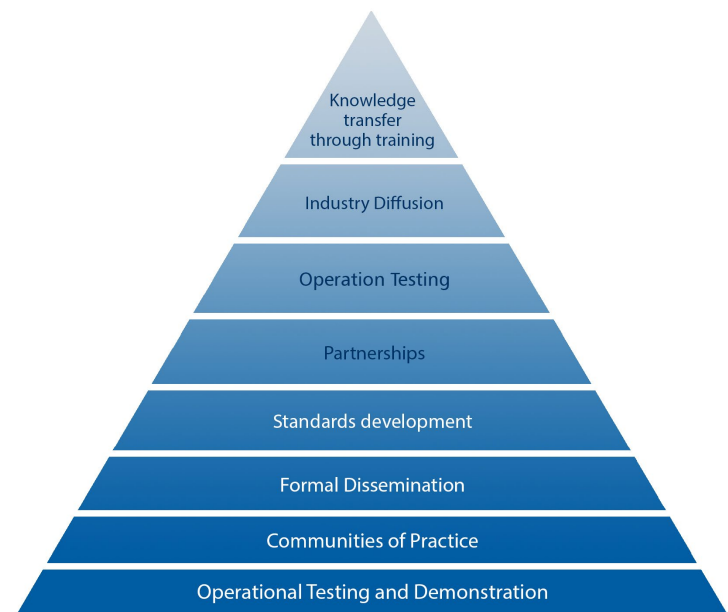 Knowledge
transfer
through training
Industry Diffusion
Operation Testing
Partnerships
Standards development
Formal Dissemination
Communities of Practice
Operational Testing and Demonstration